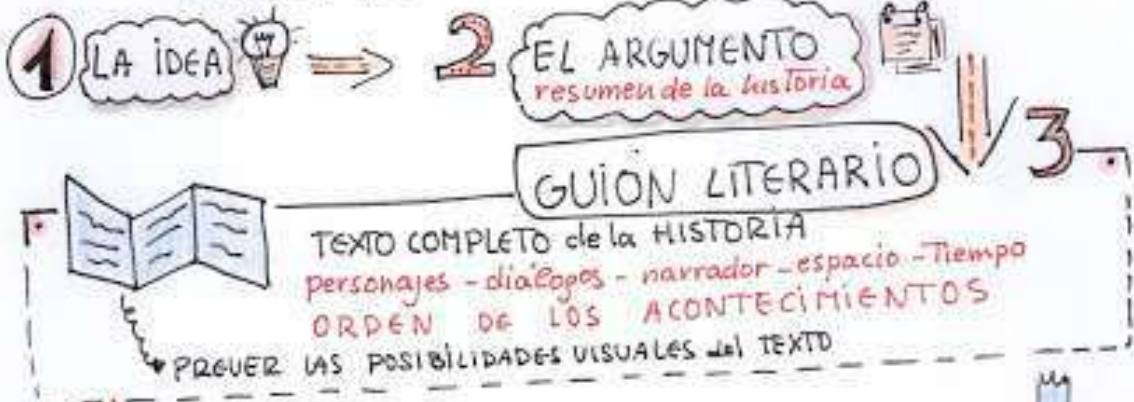 1 LA iDEA
2 EL ARGUMENTO
resumen de la historia
3
GUIÓN LITERARIO
TEXTO COMPLETO de la HISTORIA
personajes - diálogos - narrador - espacio - Tiempo
ORDEN DE LOS ACONTECIMIENTOS
PREVER LAS POSIBILIDADES VISUALES del TEXTO